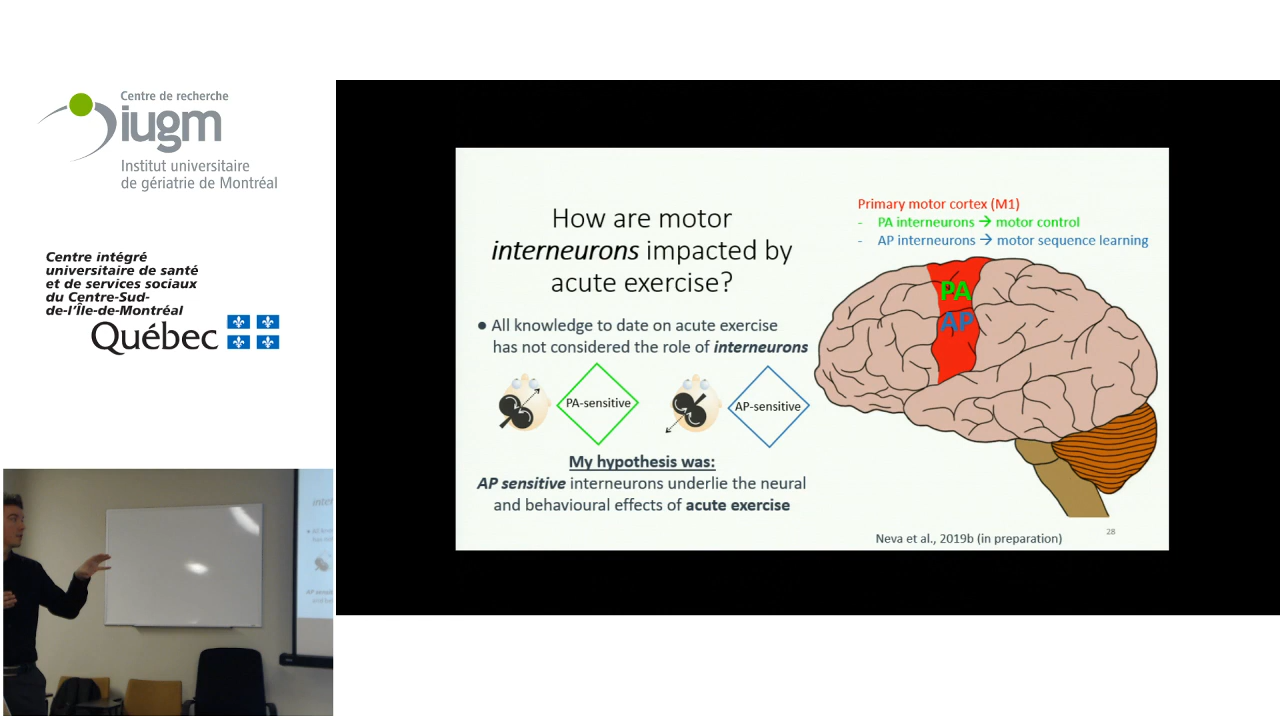 Centre de recherche
iugm
Institut universitaire
de gériatrie de Montréal
Centre intégré
universitaire de santé
et de services sociaux
du Centre-Sud-
de-l'Île-de-Montréal
Québec
How are motor
interneurons impacted by
acute exercise?
● All knowledge to date on acute exercise
has not considered the role of interneurons
PA-sensitive
AP-sensitive
My hypothesis was:
AP sensitive interneurons underlie the neural
and behavioural effects of acute exercise
Primary motor cortex (M1)
- PA interneurons → motor control
- AP interneurons → motor sequence learning
PA
AP
Neva et al., 2019b (in preparation)
28